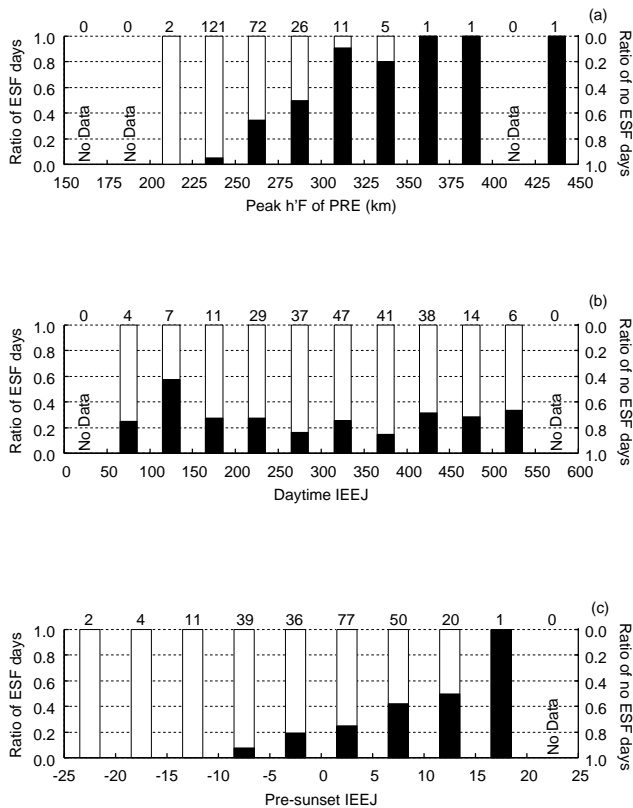 (a)
0 0 2 121 72 26 11 5 1 1 0 1
Ratio of ESF days
1.0 0.0
0.8 0.2
0.6 0.4
0.4 0.6
0.2 0.8
0.0 1.0
Ratio of no ESF days
No Data No Data No Data
150 175 200 225 250 275 300 325 350 375 400 425 450
Peak h'F of PRE (km)
(b)
0 4 7 11 29 37 47 41 38 14 6 0
Ratio of ESF days
1.0 0.0
0.8 0.2
0.6 0.4
0.4 0.6
0.2 0.8
0.0 1.0
Ratio of no ESF days
No Data No Data
0 50 100 150 200 250 300 350 400 450 500 550 600
Daytime IEEJ
(c)
2 4 11 39 36 77 50 20 1 0
Ratio of ESF days
1.0 0.0
0.8 0.2
0.6 0.4
0.4 0.6
0.2 0.8
0.0 1.0
Ratio of no ESF days
No Data
-25 -20 -15 -10 -5 0 5 10 15 20 25
Pre-sunset IEEJ